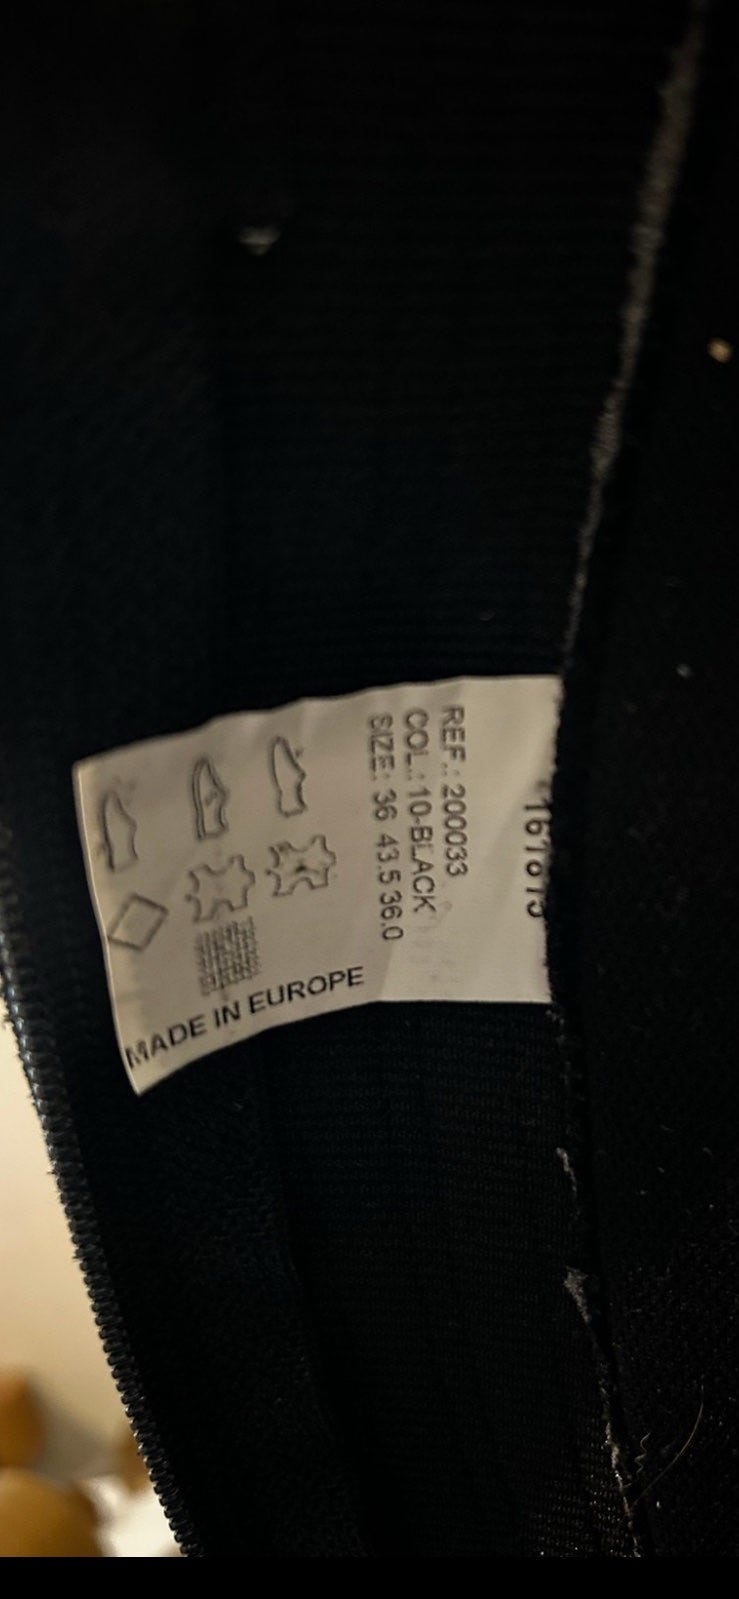 REF.: 200033
COL.: 10-BLACK
SIZE: 36 43.5 36.0
MADE IN EUROPE